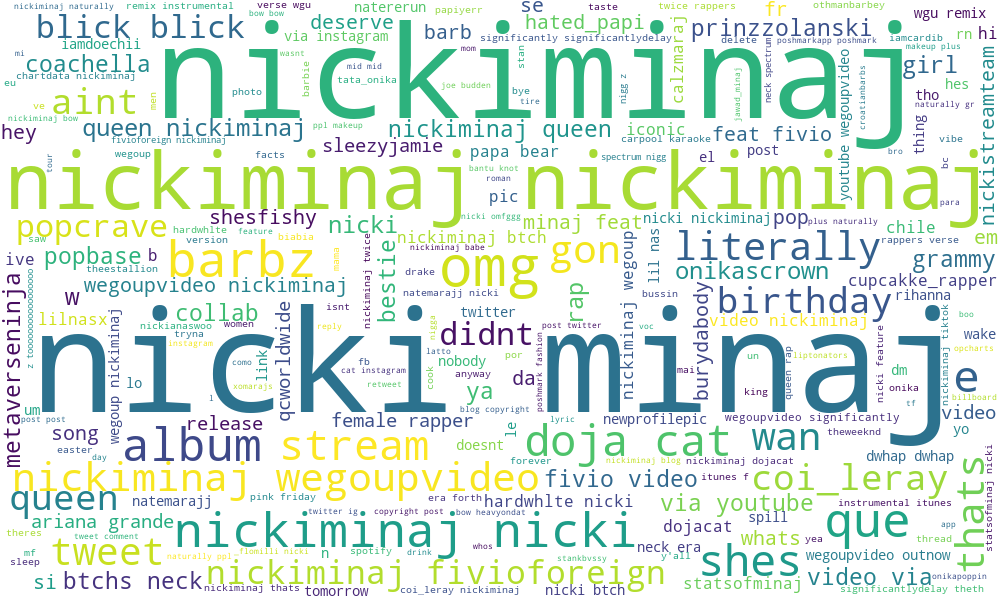 nickiminaj naturally
remix instrumental
bow bow
verse wgu
papiyerr
natererun
se
taste
twice rappers
othmanbarbey
fr
wgu remix
blick blick
deserve
hated_papi
prinzzolanski
iamcardib
rn
hi
iamdoechii
via instagram
barb
significantly significantlydelay
stan
delete
poshmarkapp poshmark
makeup plus
mi
coachella
wasnt
mom
calzmaraj
girl
nickistreamteam
chartdata nickiminaj
barbie
mid mid
tata_onika
joe budden
nigg z
jawad_minaj
neck spectrum
croatianbarbs
youtube wegoupvideo
hes
eu
nickiminaj
ve
aint
men
photo
bye
tire
tho
thing
naturally gr
nickiminaj bow
hey
queen nickiminaj
ppl makeup
nickiminaj queen
iconic
carpool karaoke
feat fivio
vibe
fivioforeign nickiminaj
wegoup
facts
sleezyjamie
papa bear
spectrum nigg
el
post
bro
bc
tour
bantu knot
roman
nickiminaj nickiminaj
pic
para
shesfishy
nicki omfggg
popcrave
hardwhlte
feature
nicki
minaj feat
nicki nickiminaj
pop
plus naturally
chile
saw
version
biabia
mama
nickiminaj btch
em
rappers verse
ive
popbase
b
barbz
nickiminaj twice
bestie
nickiminaj babe
omg
gon
nickiminaj wegoup
lil nas
literally
grammy
theestallion
drake
onikascrown
w
wegoupvideo nickiminaj
isnt
natemarajj nicki
rap
bussin
cupcakke_rapper
lilnasx
collab
twitter
didnt
burydabody
birthday
rihanna
metaverseninja
nickianaswoo
women
reply
nigga
post twitter
voc
video nickiminaj
boo
tryna
wake
nicki minaj
instagram
link
qcworldwide
latto
poshmark fashion
nobody
por
un
queen rap
liptonators
nicki feature
nickiminaj tiktok
opcharts
wegoup nickiminaj
lo
como
fb
cat instagram
anyway
cook
mai
dm
e
xomarajs
l
retweet
ya
da
king
c onika
billboard
um
post post
release
blog copyright
le
lyric
newprofilepic
wegoupvideo significantly
tf
video
song
female rapper
theweeknd
yo
easter
album
stream
doesnt
doja cat
wan
day
forever
nickiminaj blog
nickiminaj dojacat
dwhap dwhap
nickiminaj wegoupvideo
fivio video
itunes f
coi_leray
thats
statsofminaj nicki
queen
natemarajj
pink friday
era forth
hardwhlte nicki
via youtube
instrumental itunes
ariana grande
twitter ig
copyright post
bow heavyondat
spill
que
app
theres
tweet comment
nickiminaj nicki
dojacat
whats
yea
thread
mf
tweet
naturally ppl
flomilli nicki
n
spotify
drink
whos
y'all
neck era
shes
wegoupvideo outnow
sleep
stankbvssy
si
btchs neck
nickiminaj fivioforeign
statsofminaj
video via
onikapoppin
nickiminaj thats
tomorrow
coi_leray nickiminaj
nicki btch
significantlydelay theth